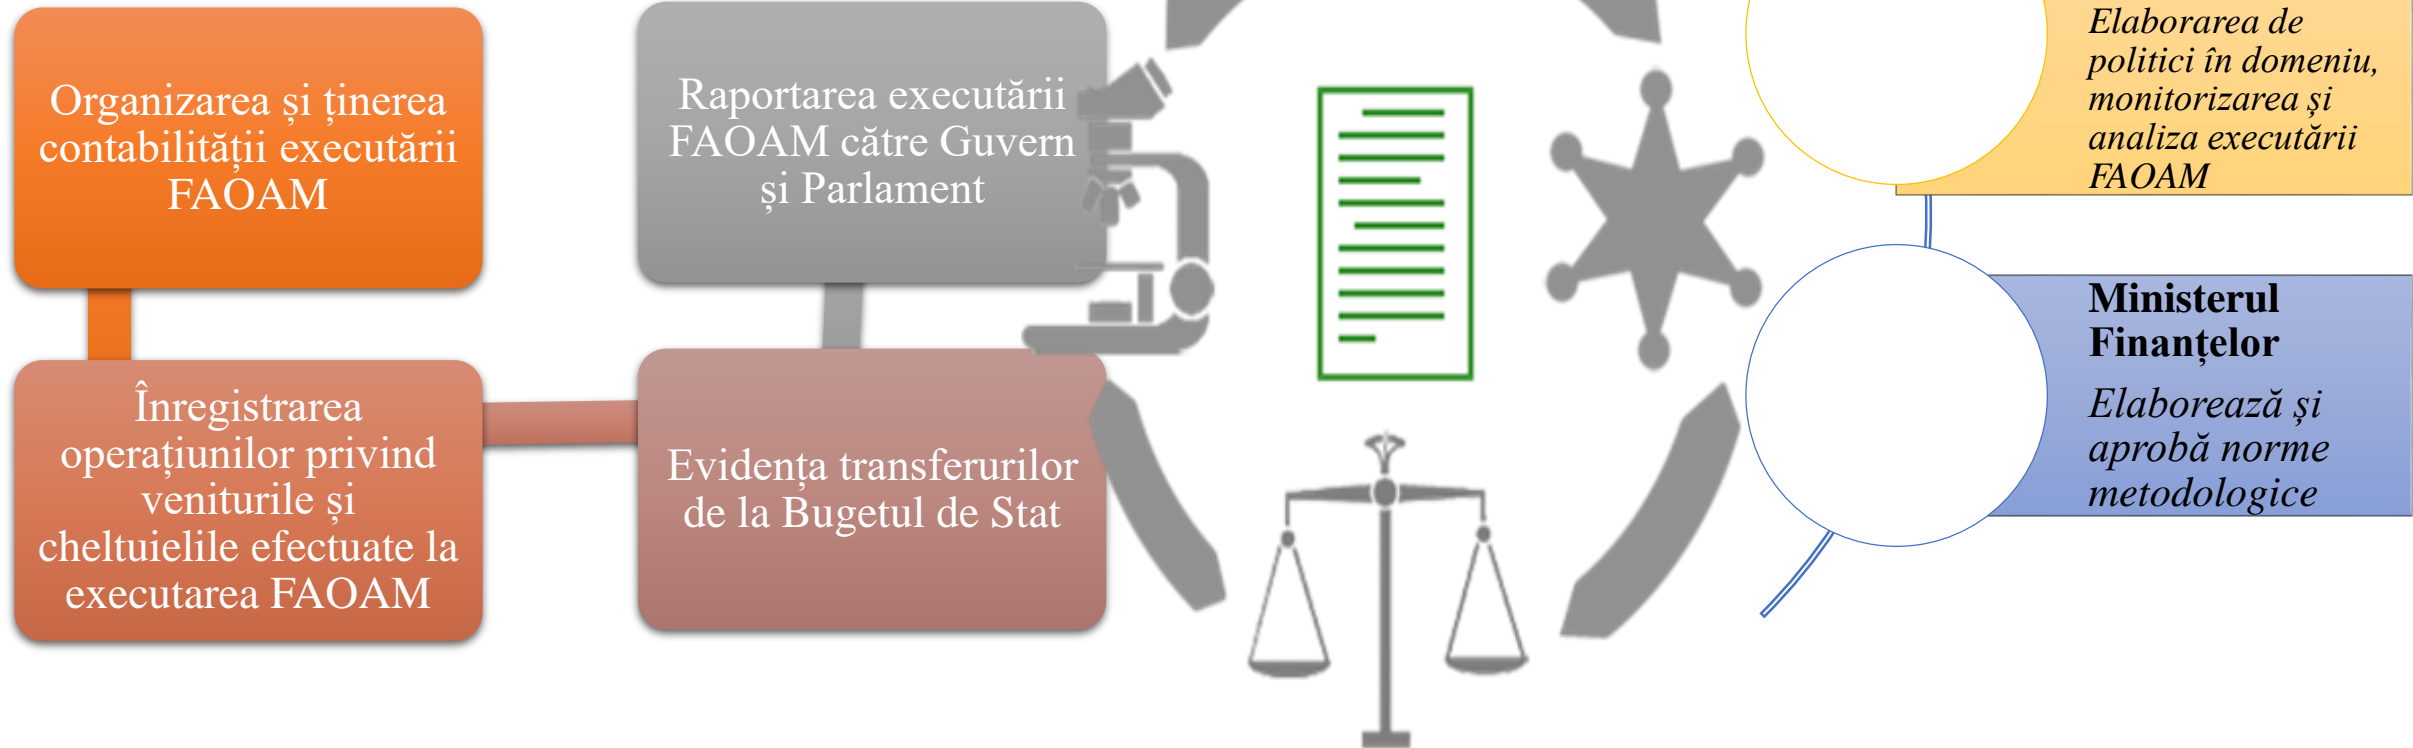 Organizarea și ținerea
contabilității executării
FAOAM
Înregistrarea
operațiunilor privind
veniturile și
cheltuielile efectuate la
executarea FAOAM
Raportarea executării
FAOAM către Guvern
și Parlament
Evidența transferurilor
de la Bugetul de Stat
Elaborarea de
politici în domeniu,
monitorizarea și
analiza executării
FAOAM
Ministerul
Finanțelor
Elaborează și
aprobă norme
metodologice